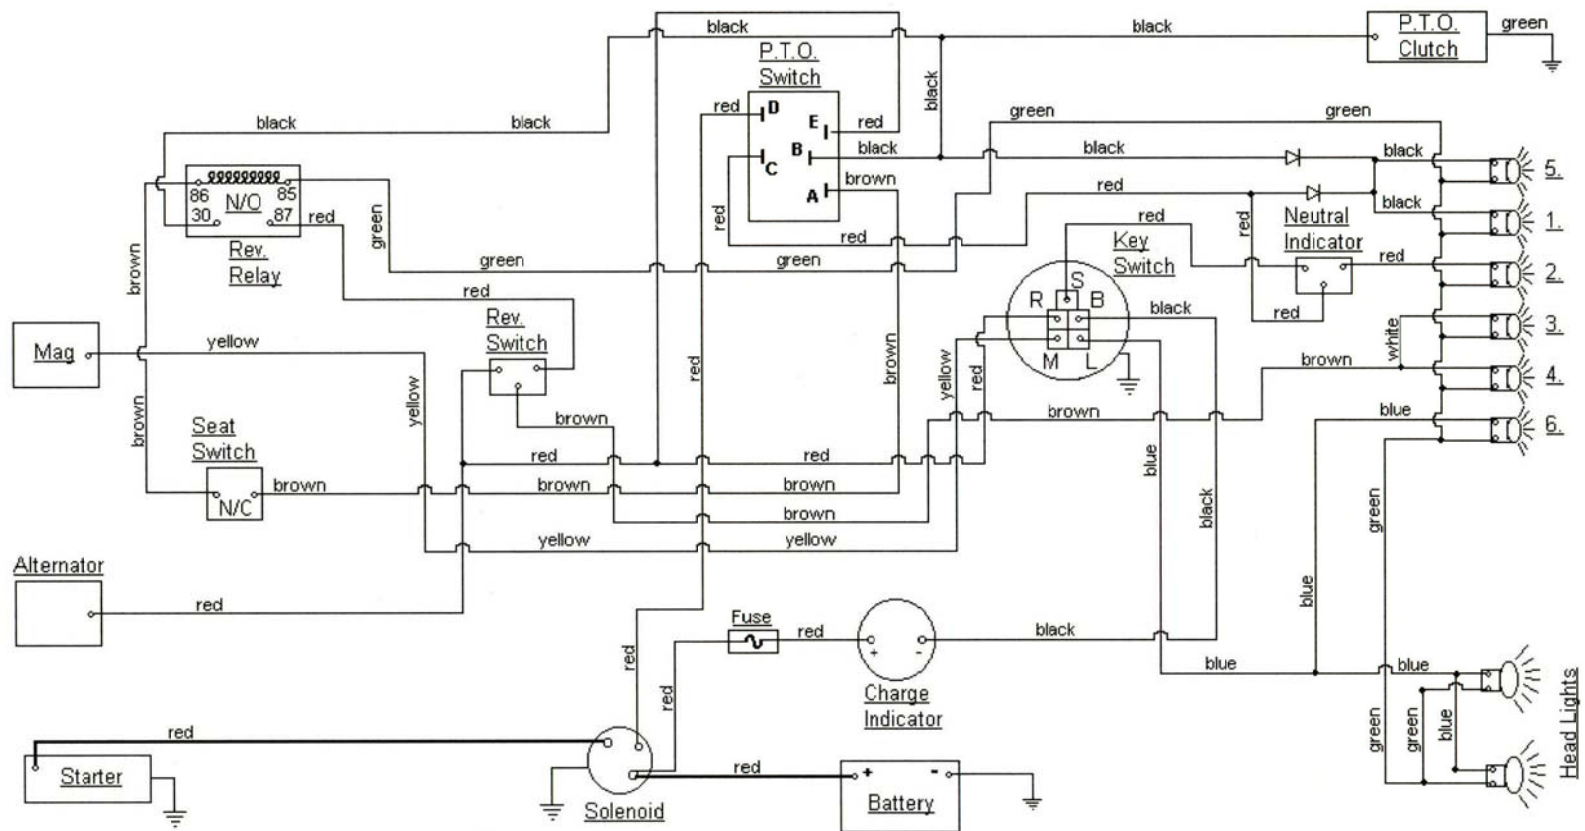 black
black
P.T.O.
Clutch
green
P.T.O.
Switch
black
red
D
E
red
B
black
C
A
brown
black
black
green
green
black
black
5.
86
85
30
N/O
87
red
Rev.
Relay
green
brown
red
red
red
red
Neutral
Indicator
black
1.
red
Key
Switch
green
green
red
2.
red
S
R
B
black
M
L
white
3.
Mag
yellow
red
Rev.
Switch
red
brown
yellow
red
brown
4.
brown
yellow
brown
brown
blue
6.
Seat
Switch
N/C
brown
red
red
brown
brown
brown
blue
black
green
yellow
yellow
Alternator
red
red
Fuse
red
black
blue
+
-
Charge
Indicator
blue
blue
red
green
green
blue
Head Lights
red
Starter
Solenoid
red
+
-
Battery